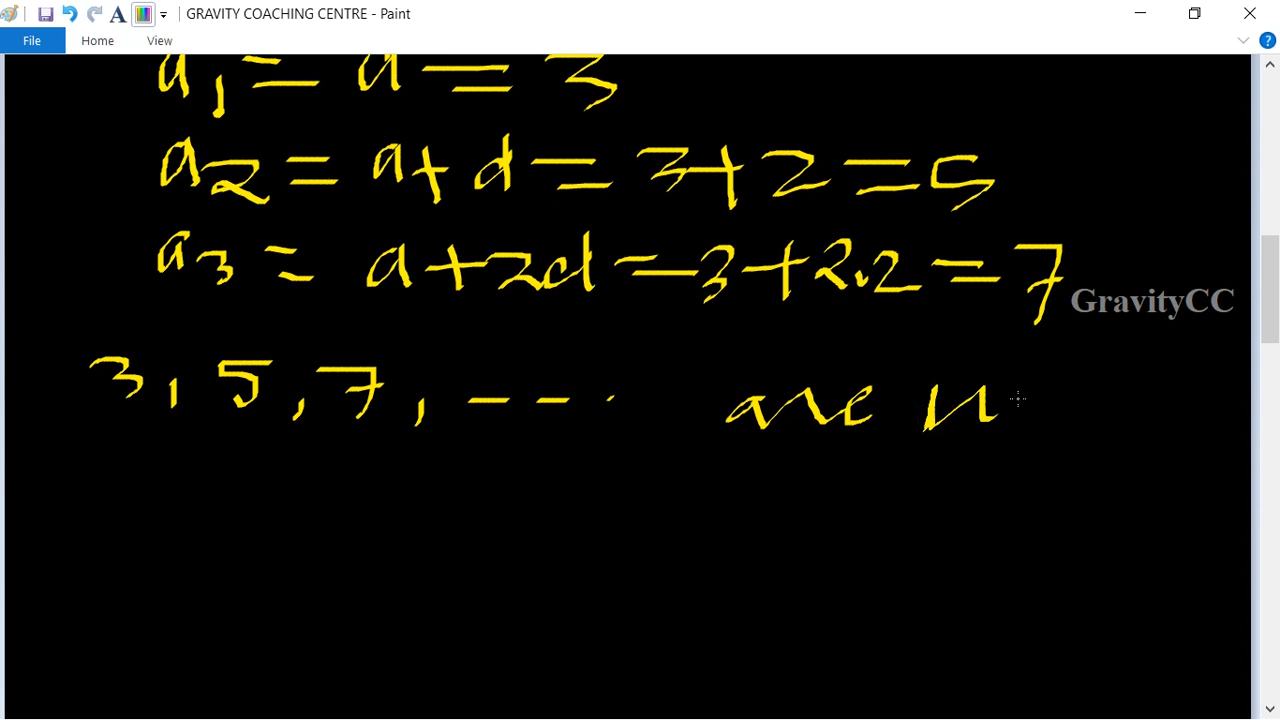 GRAVITY COACHING CENTRE - Paint
File Home View
a1 = a = 3
a2 = a+d = 3+2 = 5
a3 = a+2d = 3+2.2 = 7
GravityCC
3, 5, 7, --- are